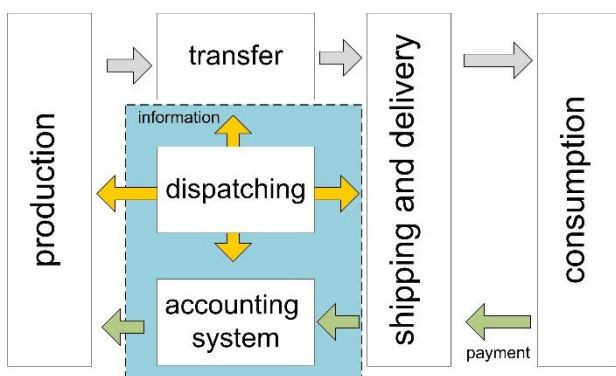 production
transfer
information
dispatching
accounting
system
shipping and delivery
payment
consumption